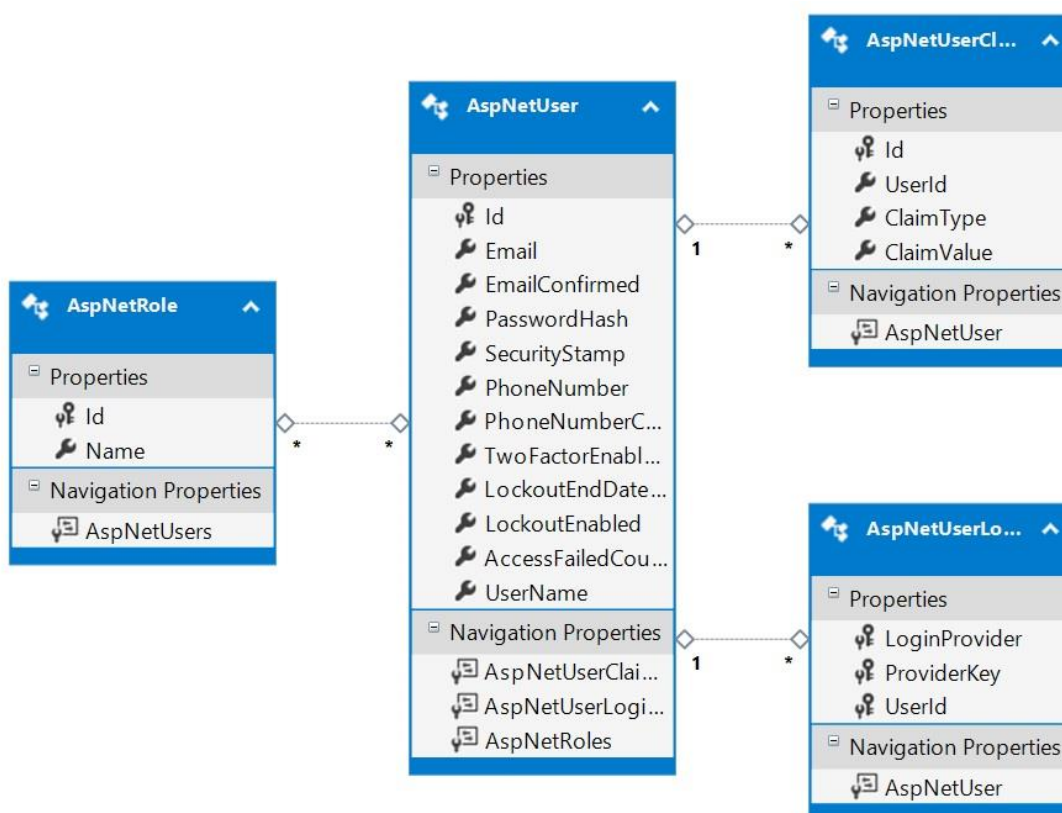 AspNetRole
Properties
Id
Name
Navigation Properties
AspNetUsers
*
*
AspNetUser
Properties
Id
Email
EmailConfirmed
PasswordHash
SecurityStamp
PhoneNumber
PhoneNumberC...
TwoFactorEnabl...
LockoutEndDate...
LockoutEnabled
AccessFailedCou...
UserName
Navigation Properties
AspNetUserClai...
AspNetUserLogi...
AspNetRoles
1
*
AspNetUserCl...
Properties
Id
UserId
ClaimType
ClaimValue
Navigation Properties
AspNetUser
1
*
AspNetUserLo...
Properties
LoginProvider
ProviderKey
UserId
Navigation Properties
AspNetUser